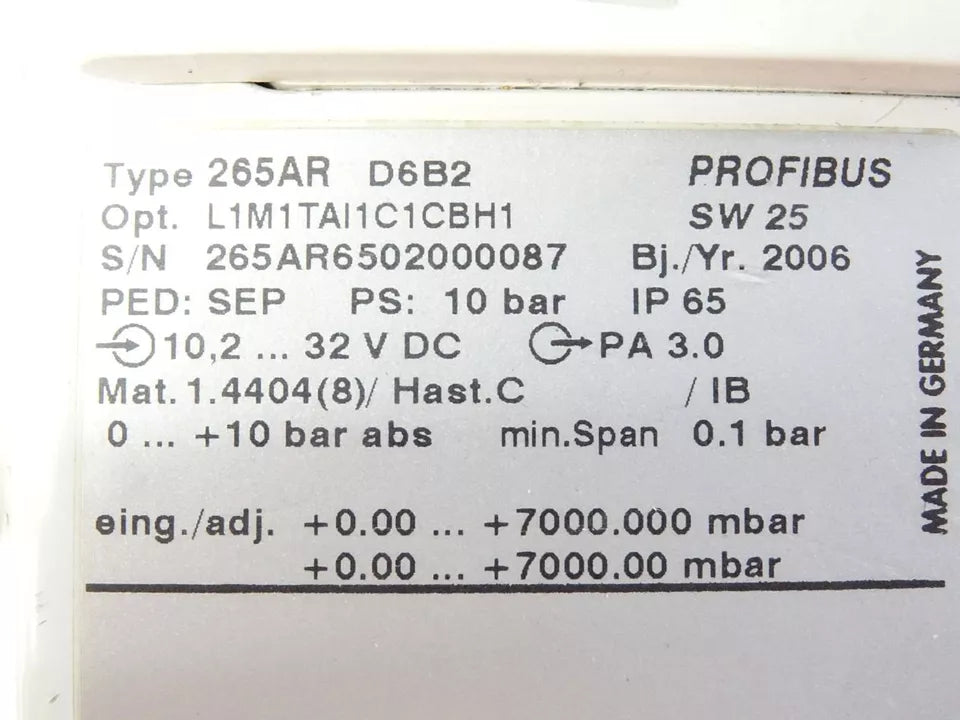 Type 265AR D6B2 PROFIBUS
Opt. L1M1TAI1C1CBH1 SW 25
S/N 265AR6502000087 Bj./Yr. 2006
PED: SEP PS: 10 bar IP 65
10,2 ... 32 V DC PA 3.0
Mat. 1.4404(8)/ Hast.C / IB
0 ... +10 bar abs min.Span 0.1 bar
eing./adj. +0.00 ... +7000.000 mbar
+0.00 ... +7000.00 mbar
MADE IN GERMANY